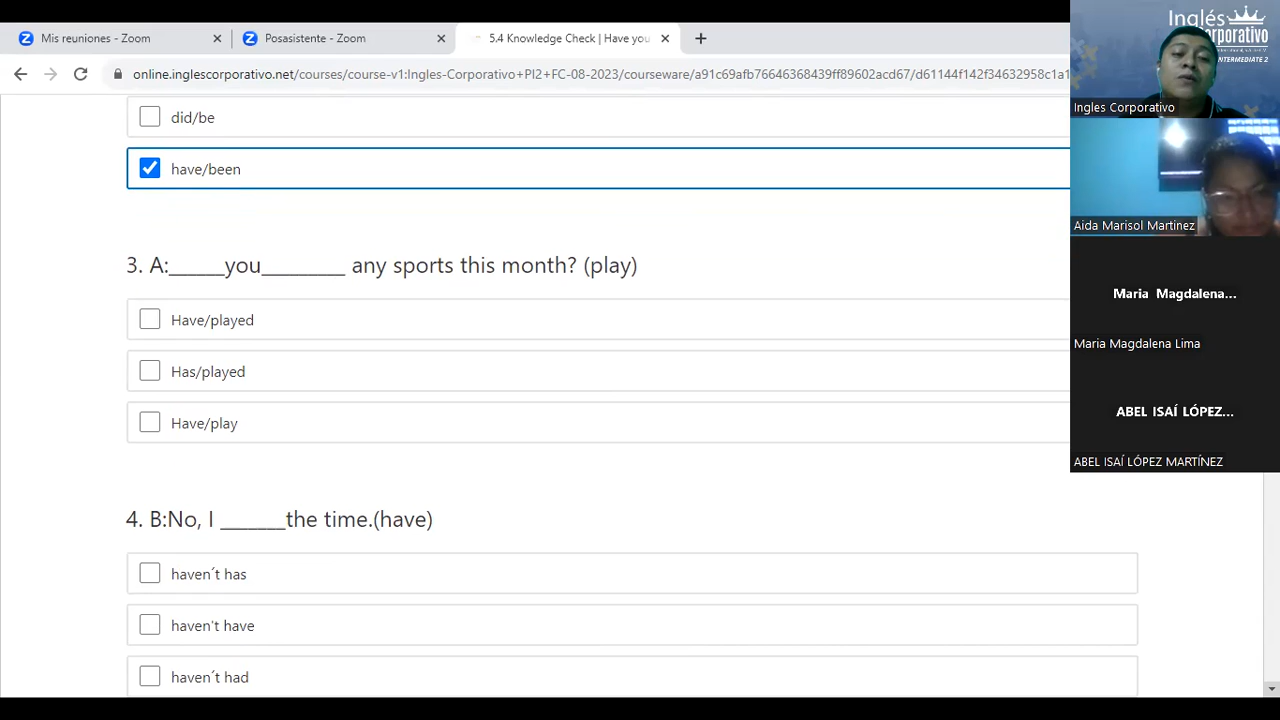 Mis reuniones - Zoom
Posasistente - Zoom
5.4 Knowledge Check | Have you
online.inglescorporativo.net/courses/course-v1:Ingles-Corporativo+PI2+FC-08-2023/courseware/a91c69afb766463d8439ff89602acd67/d61144f142f34632958c1a1
did/be
have/been
3. A:______you_________ any sports this month? (play)
Have/played
Has/played
Have/play
4. B:No, I _______the time.(have)
haven´t has
haven't have
haven´t had
Inglés
Corporativo
INTERMEDIATE 2
Ingles Corporativo
Aida Marisol Martinez
Maria Magdalena...
Maria Magdalena Lima
ABEL ISAÍ LÓPEZ...
ABEL ISAÍ LÓPEZ MARTÍNEZ